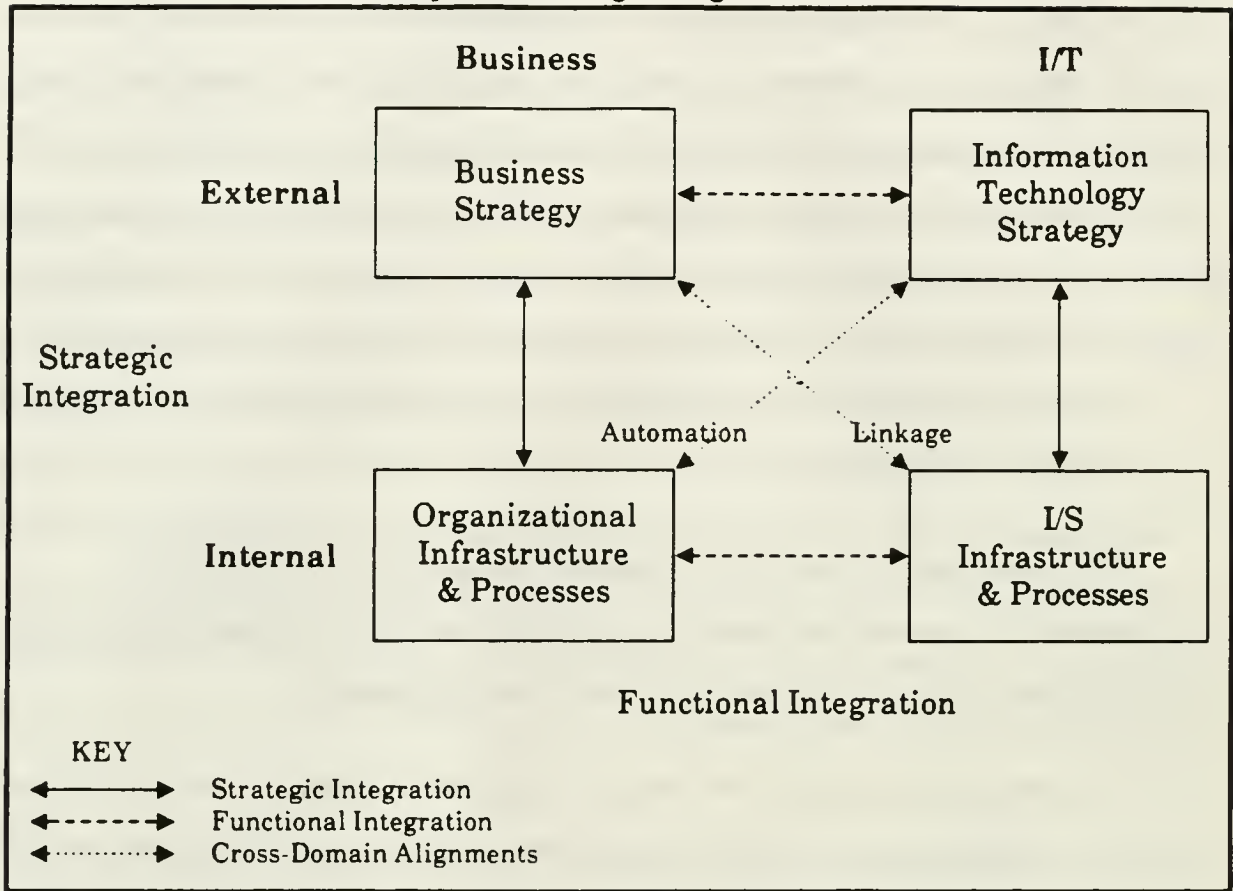 Business
I/T
External
Business
Strategy
Information
Technology
Strategy
Strategic
Integration
Automation
Linkage
Internal
Organizational
Infrastructure
& Processes
I/S
Infrastructure
& Processes
Functional Integration
KEY
Strategic Integration
Functional Integration
Cross-Domain Alignments